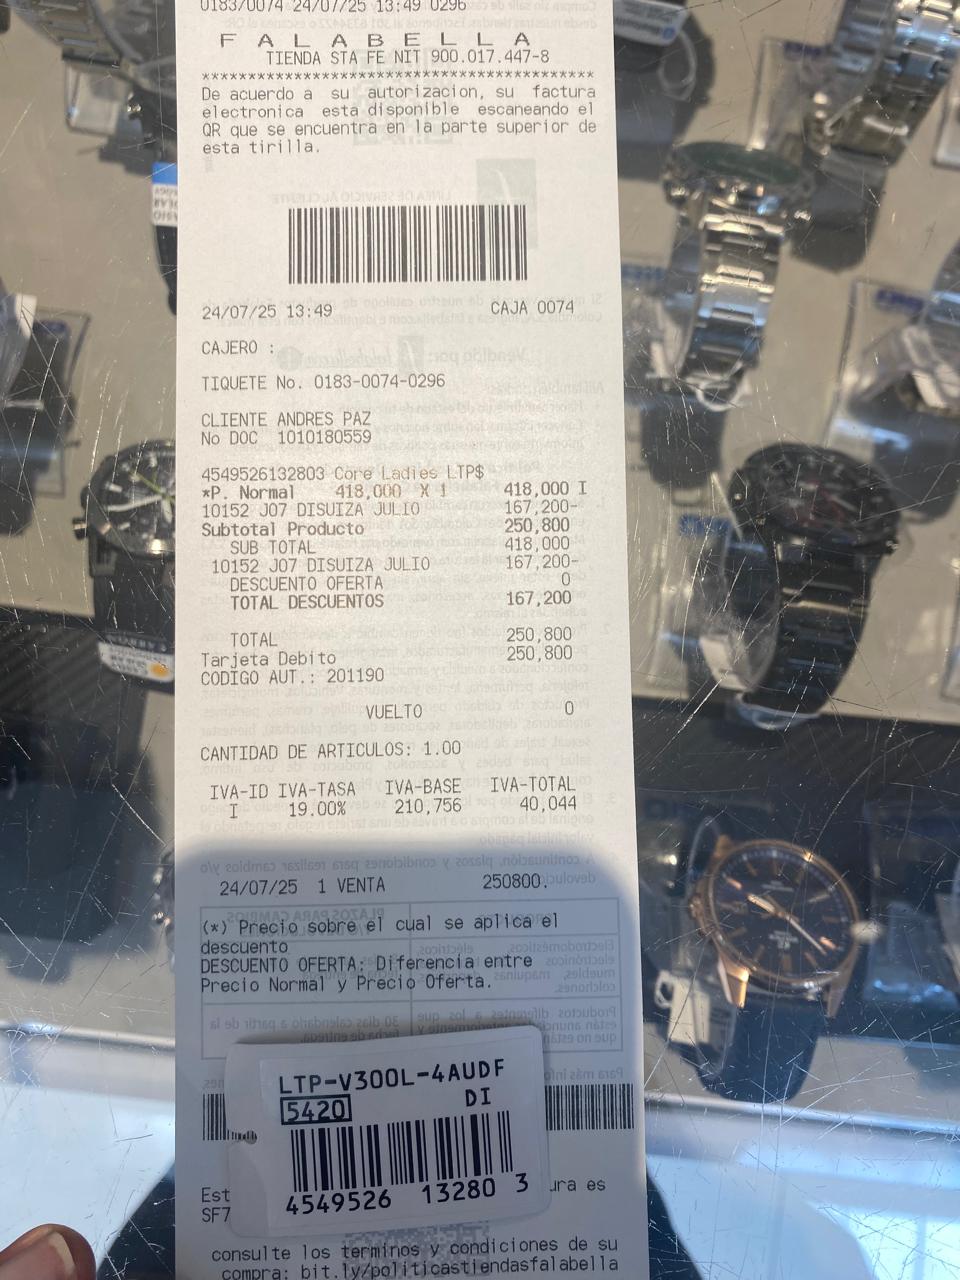 0183/0074 24/07/25 13:49 0296
F A L A B E L L A
TIENDA STA FE NIT 900.017.447-8
******************************************
De acuerdo a su autorizacion, su factura
electronica esta disponible escaneando el
QR que se encuentra en la parte superior de
esta tirilla.
24/07/25 13:49 CAJA 0074
CAJERO :
TIQUETE No. 0183-0074-0296
CLIENTE ANDRES PAZ
No DOC 1010180559
4549526132803 Core Ladies LTP$
*P. Normal 418,000 X 1 418,000 I
10152 J07 DISUIZA JULIO 167,200-
Subtotal Producto 250,800
SUB TOTAL 418,000
10152 J07 DISUIZA JULIO 167,200-
DESCUENTO OFERTA 0
TOTAL DESCUENTOS 167,200
TOTAL 250,800
Tarjeta Debito 250,800
CODIGO AUT.: 201190
VUELTO 0
CANTIDAD DE ARTICULOS: 1.00
IVA-ID IVA-TASA IVA-BASE IVA-TOTAL
I 19.00% 210,756 40,044
24/07/25 1 VENTA 250800.
(*) Precio sobre el cual se aplica el
descuento
DESCUENTO OFERTA: Diferencia entre
Precio Normal y Precio Oferta.
LTP-V300L-4AUDF
5420 DI
4549526 13280 3
Est ura es
SF7
consulte los terminos y condiciones de su
compra: bit.ly/politicastiendasfalabella